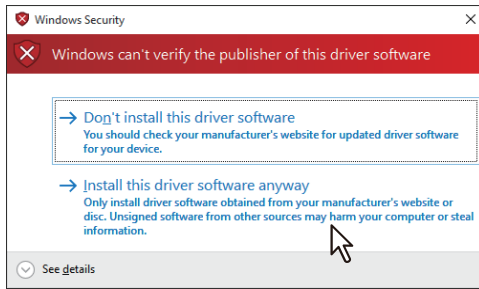 Windows Security
Windows can't verify the publisher of this driver software
Don't install this driver software
You should check your manufacturer's website for updated driver software
for your device.
Install this driver software anyway
Only install driver software obtained from your manufacturer's website or
disc. Unsigned software from other sources may harm your computer or steal
information.
See details